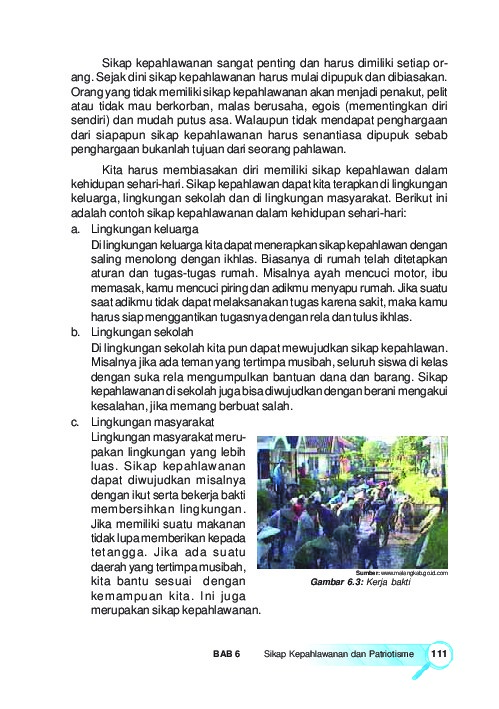 Sikap kepahlawanan sangat penting dan harus dimiliki setiap or-
ang. Sejak dini sikap kepahlawanan harus mulai dipupuk dan dibiasakan.
Orang yang tidak memiliki sikap kepahlawanan akan menjadi penakut, pelit
atau tidak mau berkorban, malas berusaha, egois (mementingkan diri
sendiri) dan mudah putus asa. Walaupun tidak mendapat penghargaan
dari siapapun sikap kepahlawanan harus senantiasa dipupuk sebab
penghargaan bukanlah tujuan dari seorang pahlawan.
Kita harus membiasakan diri memiliki sikap kepahlawan dalam
kehidupan sehari-hari. Sikap kepahlawan dapat kita terapkan di lingkungan
keluarga, lingkungan sekolah dan di lingkungan masyarakat. Berikut ini
adalah contoh sikap kepahlawanan dalam kehidupan sehari-hari:
a. Lingkungan keluarga
Di lingkungan keluarga kita dapat menerapkan sikap kepahlawan dengan
saling menolong dengan ikhlas. Biasanya di rumah telah ditetapkan
aturan dan tugas-tugas rumah. Misalnya ayah mencuci motor, ibu
memasak, kamu mencuci piring dan adikmu menyapu rumah. Jika suatu
saat adikmu tidak dapat melaksanakan tugas karena sakit, maka kamu
harus siap menggantikan tugasnya dengan rela dan tulus ikhlas.
b. Lingkungan sekolah
Di lingkungan sekolah kita pun dapat mewujudkan sikap kepahlawan.
Misalnya jika ada teman yang tertimpa musibah, seluruh siswa di kelas
dengan suka rela mengumpulkan bantuan dana dan barang. Sikap
kepahlawanan di sekolah juga bisa diwujudkan dengan berani mengakui
kesalahan, jika memang berbuat salah.
c. Lingkungan masyarakat
Lingkungan masyarakat meru-
pakan lingkungan yang lebih
luas. Sikap kepahlawanan
dapat diwujudkan misalnya
dengan ikut serta bekerja bakti
membersihkan lingkungan.
Jika memiliki suatu makanan
tidak lupa memberikan kepada
tetangga. Jika ada suatu
daerah yang tertimpa musibah,
kita bantu sesuai dengan
kemampuan kita. Ini juga
merupakan sikap kepahlawanan.
Sumber: www.malangkab.go.id.com
Gambar 6.3: Kerja bakti
BAB 6 Sikap Kepahlawanan dan Patriotisme 111